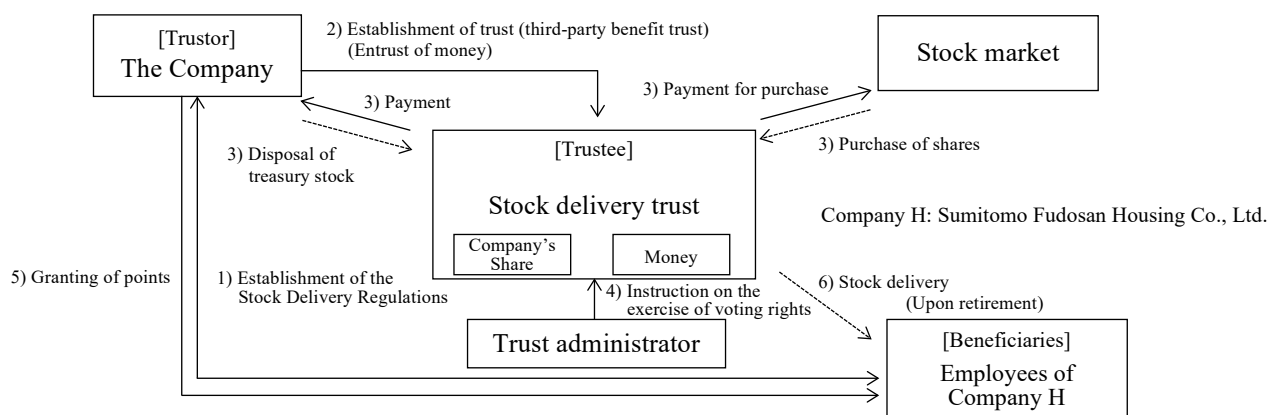 [Trustor]
The Company
2) Establishment of trust (third-party benefit trust)
(Entrust of money)
Stock market
3) Payment
3) Disposal of
treasury stock
3) Payment for purchase
3) Purchase of shares
[Trustee]
Stock delivery trust
Company's
Share
Money
Company H: Sumitomo Fudosan Housing Co., Ltd.
5) Granting of points
1) Establishment of the
Stock Delivery Regulations
4) Instruction on the
exercise of voting rights
6) Stock delivery
(Upon retirement)
Trust administrator
[Beneficiaries]
Employees of
Company H